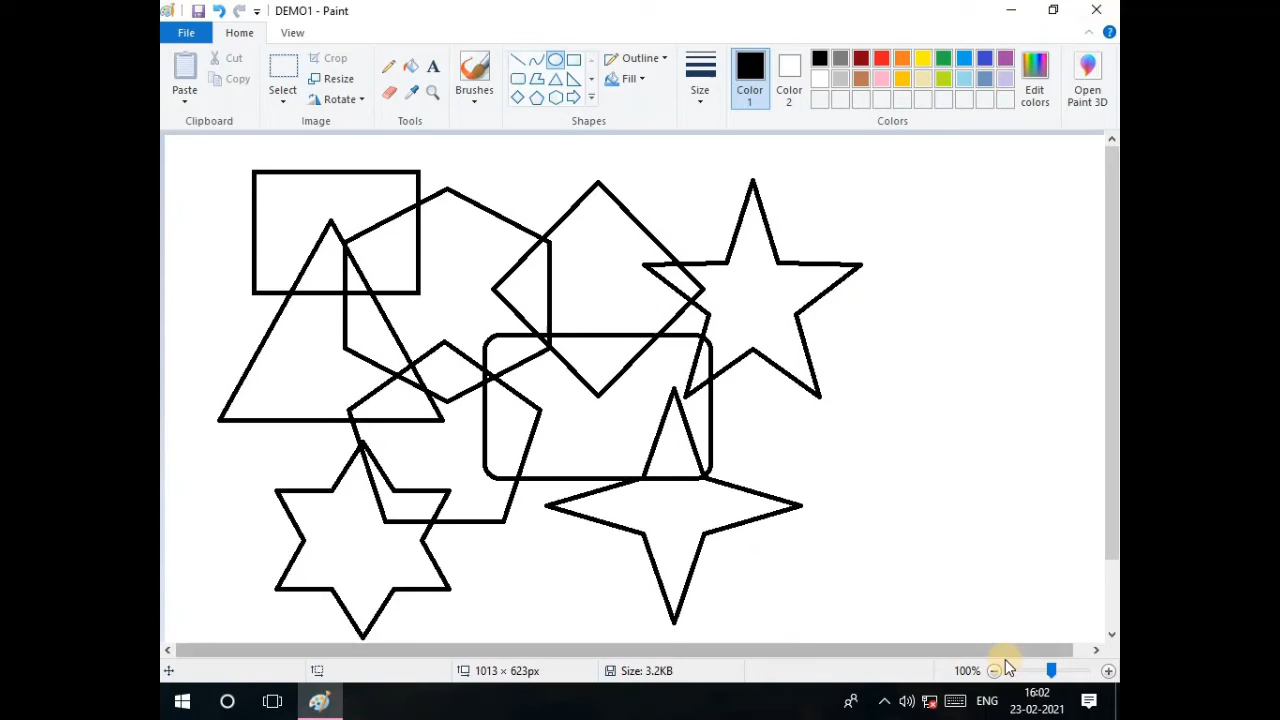 DEMO1 - Paint
File Home View
Paste
Cut
Copy
Clipboard
Select
Crop
Resize
Rotate
Image
A
Tools
Brushes
Outline
Fill
Shapes
Size
Color 1
Color 2
Edit colors
Colors
Open Paint 3D
1013 × 623px
Size: 3.2KB
100%
ENG
16:02
23-02-2021